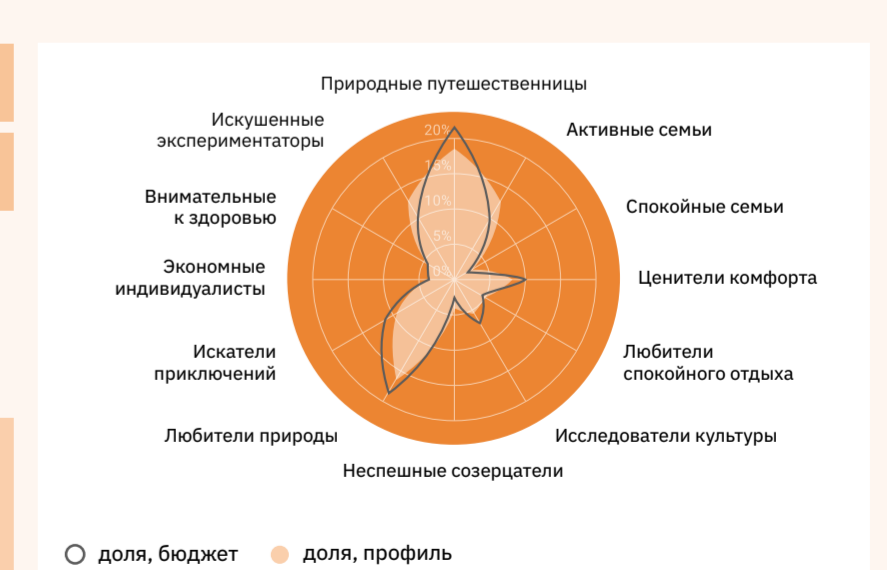 Природные путешественницы
Искушенные
экспериментаторы
Активные семьи
20%
15%
10%
5%
0%
Внимательные
к здоровью
Спокойные семьи
Экономные
индивидуалисты
Ценители комфорта
Искатели
приключений
Любители
спокойного отдыха
Любители природы
Исследователи культуры
Неспешные созерцатели
доля, бюджет
доля, профиль